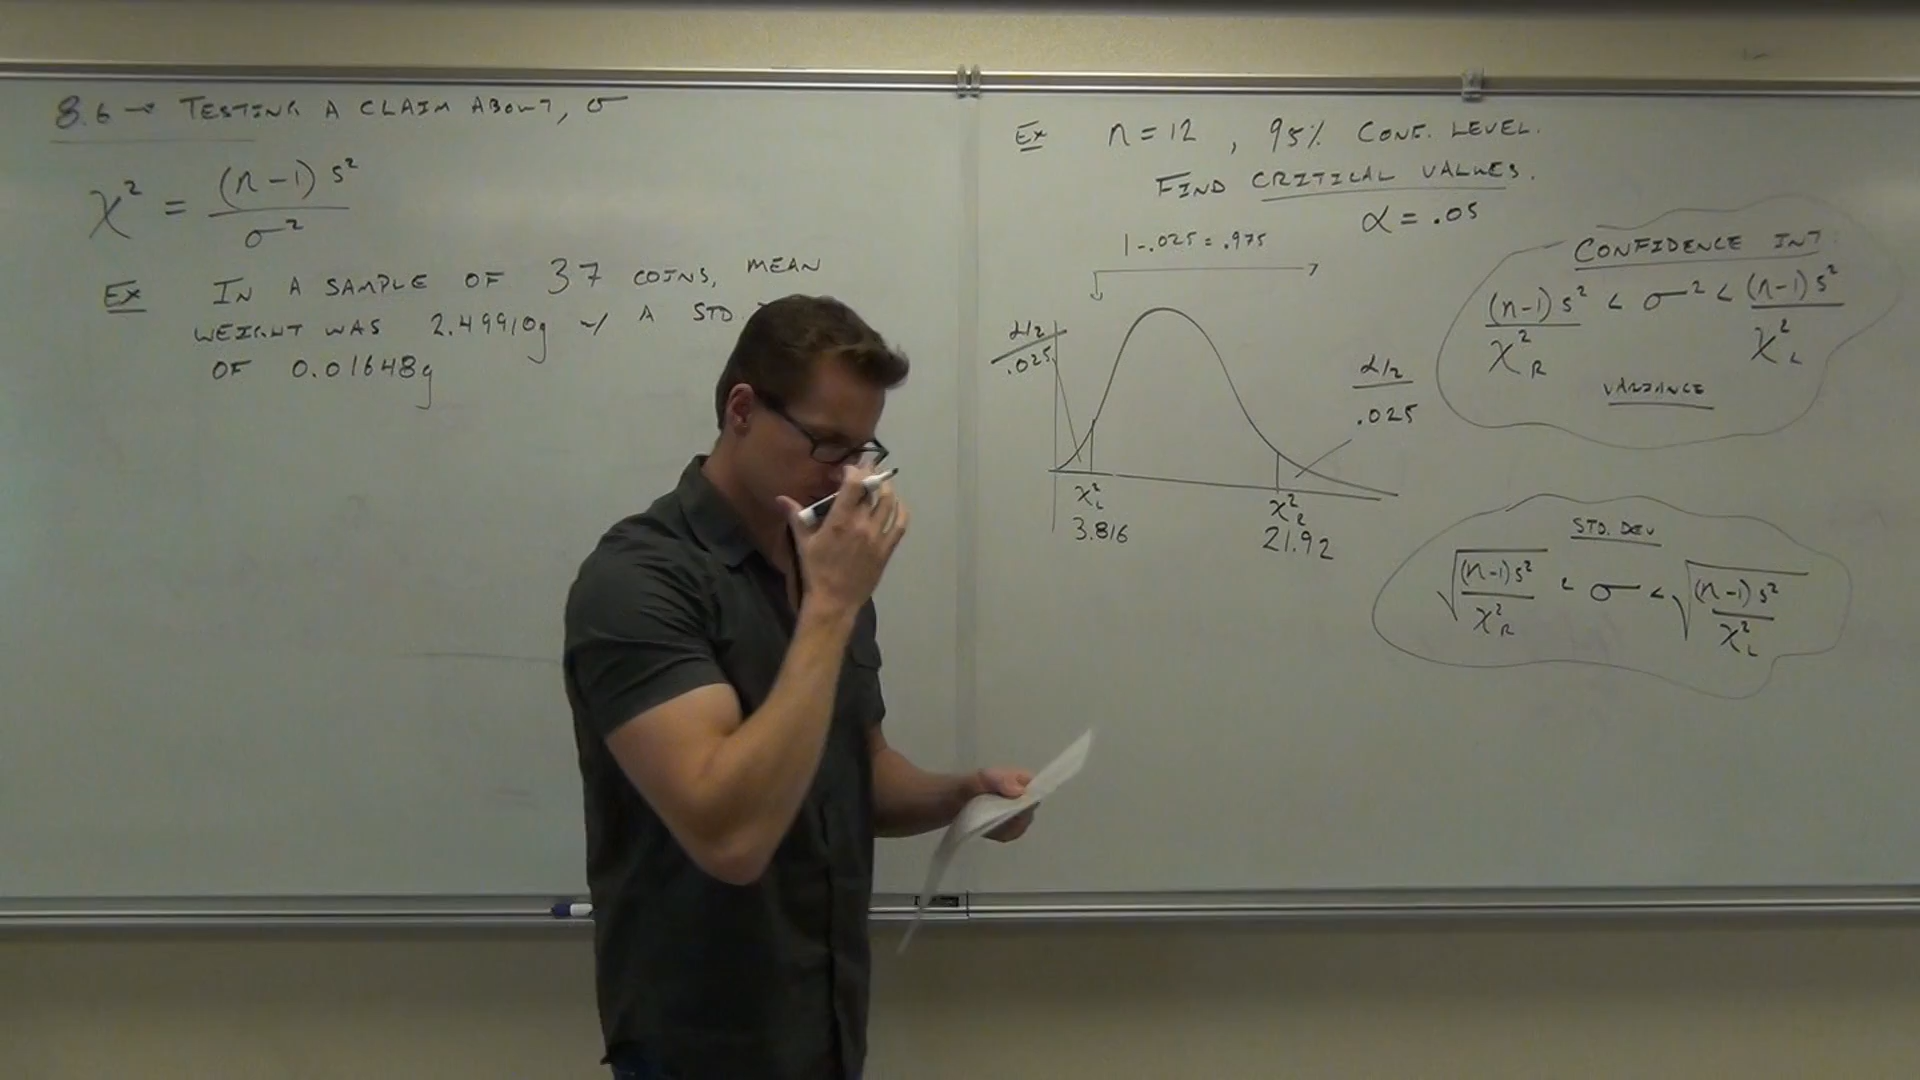 8.6 → TESTING A CLAIM ABOUT, σ
χ² = (n-1) s² / σ²
Ex IN A SAMPLE OF 37 COINS, MEAN
WEIGHT WAS 2.49910g w/ A STD.
OF 0.01648g
Ex n = 12 , 95% CONF. LEVEL.
FIND CRITICAL VALUES.
α = .05
1-.025 = .975
α/2
.025
α/2
.025
χ²L
3.816
χ²R
21.92
CONFIDENCE INT.
(n-1) s² / χ²R < σ² < (n-1) s² / χ²L
VARIANCE
STD. DEV
√((n-1) s² / χ²R) < σ < √((n-1) s² / χ²L)